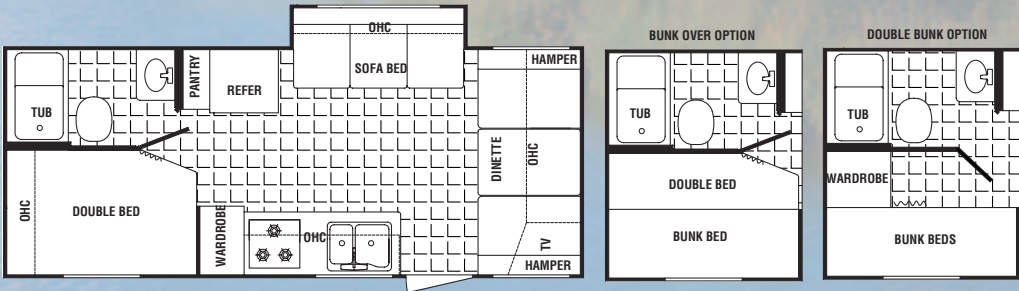 OHC
SOFA BED
PANTRY
REFER
HAMPER
TUB
DINETTE
OHC
OHC
DOUBLE BED
WARDROBE
OHC
TV
HAMPER
BUNK OVER OPTION
TUB
DOUBLE BED
BUNK BED
DOUBLE BUNK OPTION
TUB
WARDROBE
BUNK BEDS